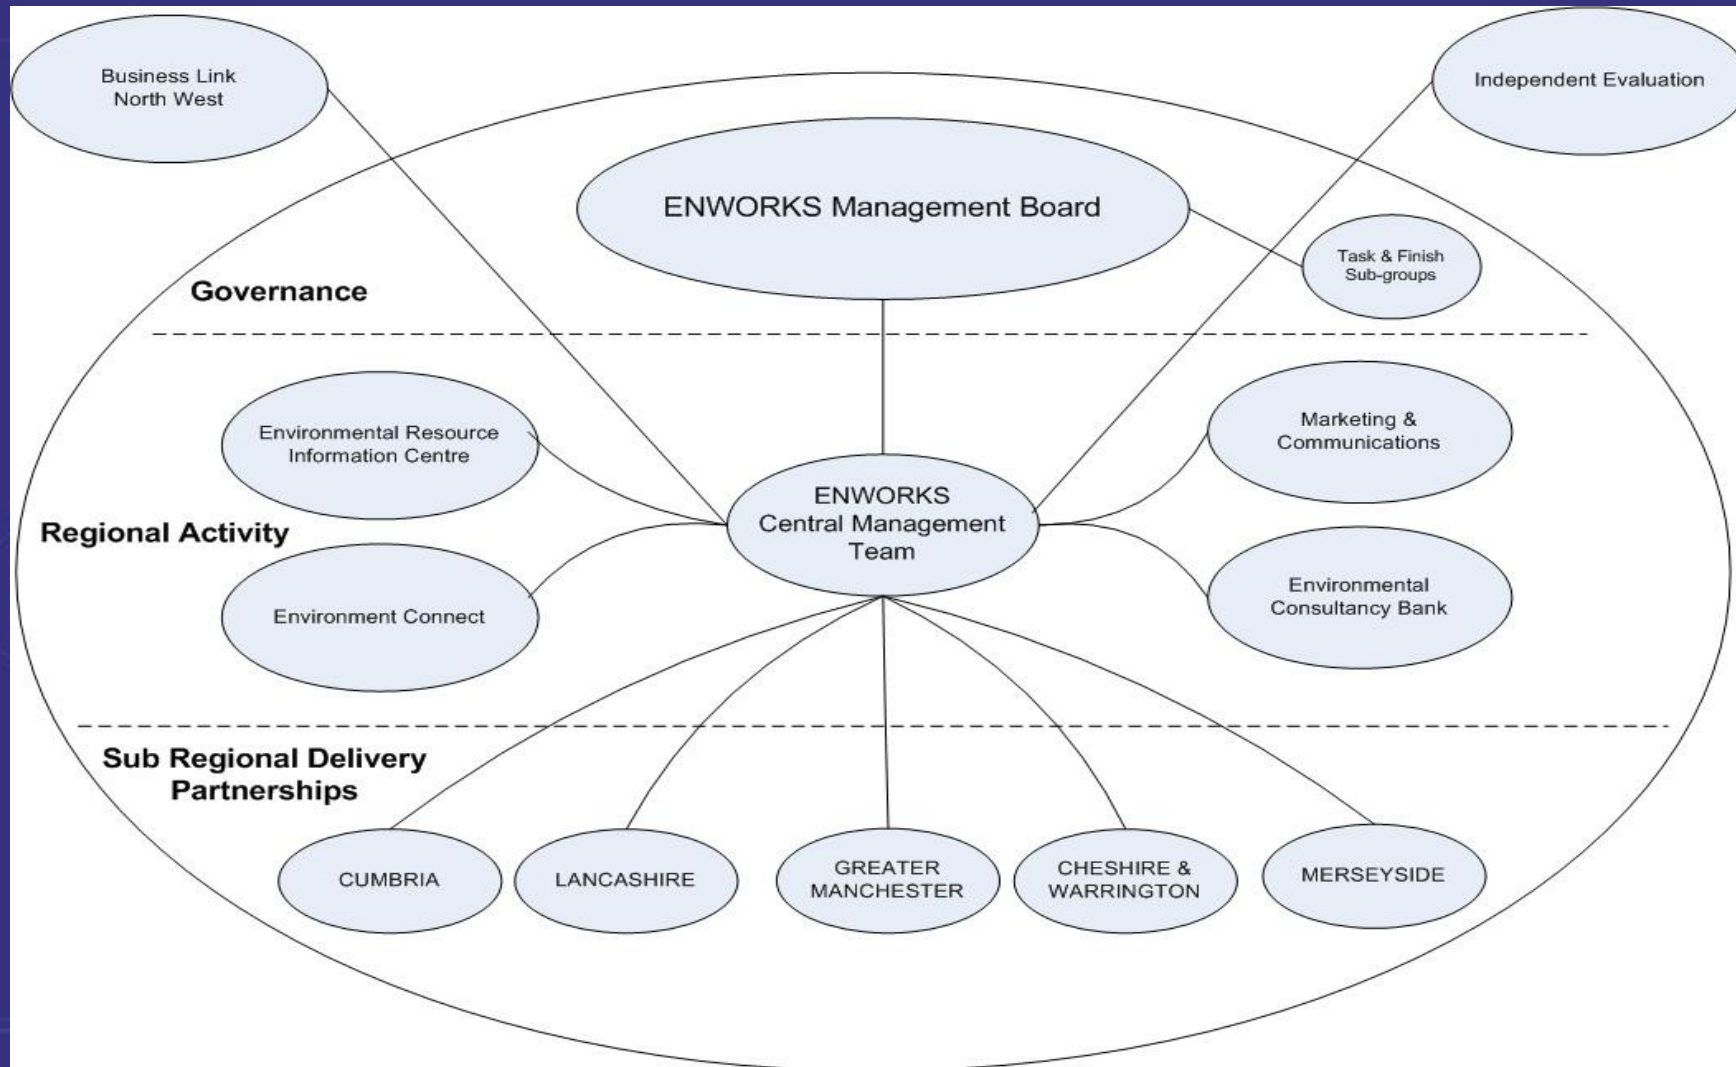 Business Link
North West
Independent Evaluation
ENWORKS Management Board
Task & Finish
Sub-groups
Governance
Environmental Resource
Information Centre
Marketing &
Communications
ENWORKS
Central Management
Team
Regional Activity
Environment Connect
Environmental
Consultancy Bank
Sub Regional Delivery
Partnerships
CUMBRIA
LANCASHIRE
GREATER
MANCHESTER
CHESHIRE &
WARRINGTON
MERSEYSIDE